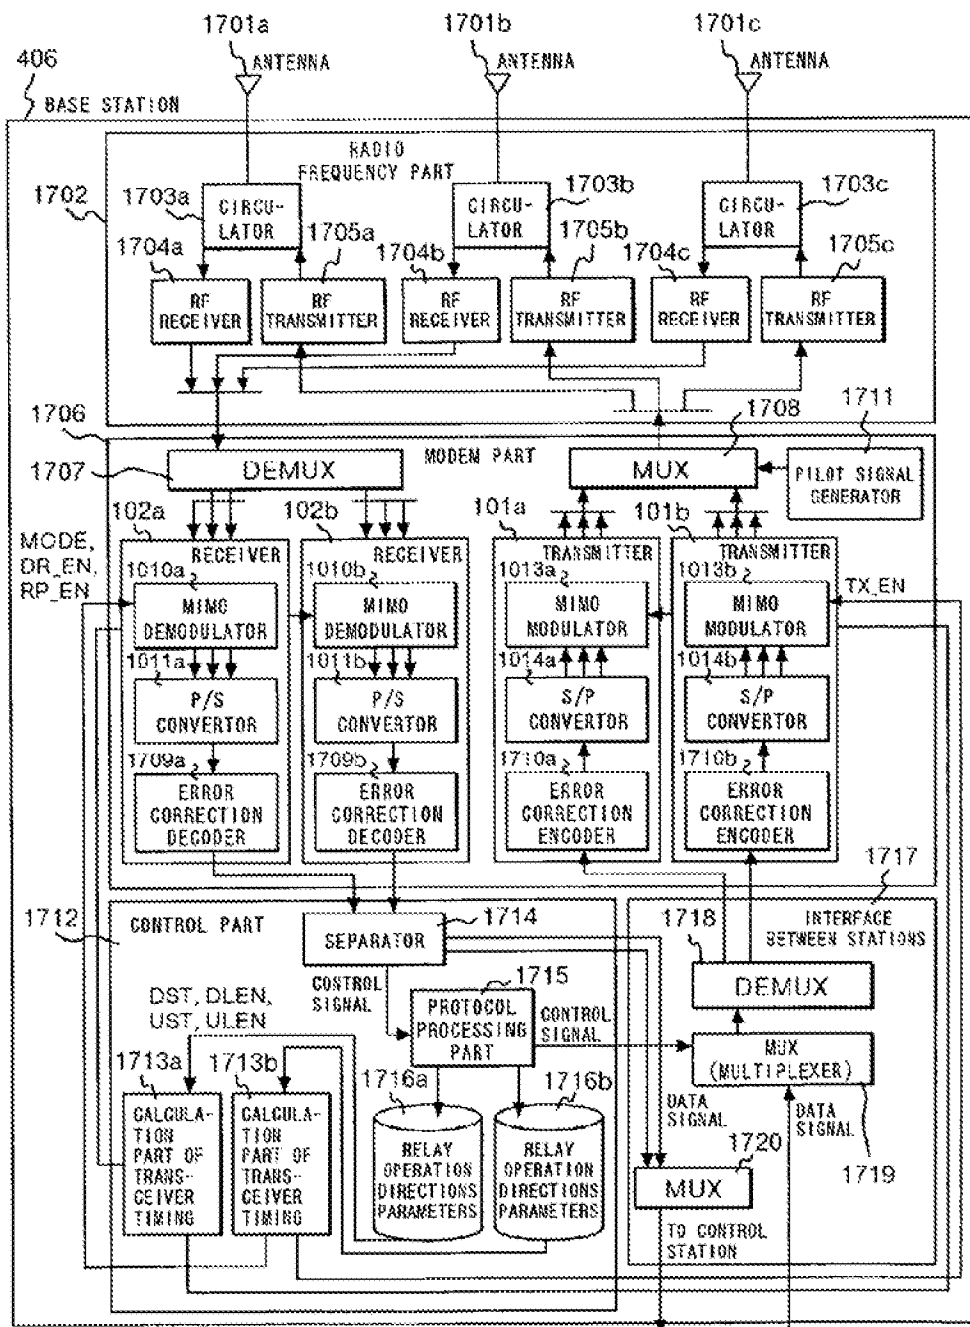 1701a
1701b
1701c
406
ANTENNA
ANTENNA
ANTENNA
BASE STATION
RADIO
FREQUENCY PART
1702
1703a
1703b
1703c
CIRCU-
LATOR
CIRCU-
LATOR
CIRCU-
LATOR
1704a
1705a
1704b
1705b
1704c
1705c
RF
RECEIVER
RF
TRANSMITTER
RF
RECEIVER
RF
TRANSMITTER
RF
RECEIVER
RF
TRANSMITTER
1706
1708
1711
1707
DEMUX
MODEM PART
MUX
PILOT SIGNAL
GENERATOR
102a
102b
101a
101b
MODE,
DR_EN,
RP_EN
RECEIVER
RECEIVER
TRANSMITTER
TRANSMITTER
TX_EN
1010a
1010b
1013a
1013b
MIMO
DEMODULATOR
MIMO
DEMODULATOR
MIMO
MODULATOR
MIMO
MODULATOR
1011a
1011b
1014a
1014b
P/S
CONVERTOR
P/S
CONVERTOR
S/P
CONVERTOR
S/P
CONVERTOR
1709a
1709b
1710a
1710b
ERROR
CORRECTION
DECODER
ERROR
CORRECTION
DECODER
ERROR
CORRECTION
ENCODER
ERROR
CORRECTION
ENCODER
1717
1712
CONTROL PART
1714
SEPARATOR
1718
INTERFACE
BETWEEN STATIONS
DEMUX
CONTROL
SIGNAL
1715
PROTOCOL
PROCESSING
PART
CONTROL
SIGNAL
MUX
(MULTIPLEXER)
DST, DLEN,
UST, ULEN
1713a
1713b
1716a
1716b
DATA
SIGNAL
DATA
SIGNAL
1719
1720
CALCULA-
TION
PART OF
TRANS-
CEIVER
TIMING
CALCULA-
TION
PART OF
TRANS-
CEIVER
TIMING
RELAY
OPERATION
DIRECTIONS
PARAMETERS
RELAY
OPERATION
DIRECTIONS
PARAMETERS
MUX
TO CONTROL
STATION